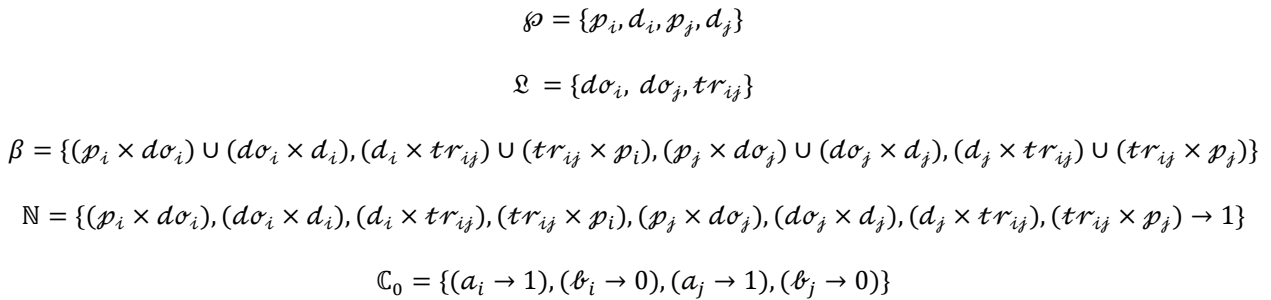 ℘ = {𝓅ᵢ, 𝒹ᵢ, 𝓅ⱼ, 𝒹ⱼ}
𝔏 = {𝒹ℴᵢ, 𝒹ℴⱼ, 𝓉𝓇ᵢⱼ}
β = {(𝓅ᵢ × 𝒹ℴᵢ) ∪ (𝒹ℴᵢ × 𝒹ᵢ), (𝒹ᵢ × 𝓉𝓇ᵢⱼ) ∪ (𝓉𝓇ᵢⱼ × 𝓅ᵢ), (𝓅ⱼ × 𝒹ℴⱼ) ∪ (𝒹ℴⱼ × 𝒹ⱼ), (𝒹ⱼ × 𝓉𝓇ᵢⱼ) ∪ (𝓉𝓇ᵢⱼ × 𝓅ⱼ)}
ℕ = {(𝓅ᵢ × 𝒹ℴᵢ), (𝒹ℴᵢ × 𝒹ᵢ), (𝒹ᵢ × 𝓉𝓇ᵢⱼ), (𝓉𝓇ᵢⱼ × 𝓅ᵢ), (𝓅ⱼ × 𝒹ℴⱼ), (𝒹ℴⱼ × 𝒹ⱼ), (𝒹ⱼ × 𝓉𝓇ᵢⱼ), (𝓉𝓇ᵢⱼ × 𝓅ⱼ) → 1}
ℂ₀ = {(𝒶ᵢ → 1), (𝒷ᵢ → 0), (𝒶ⱼ → 1), (𝒷ⱼ → 0)}